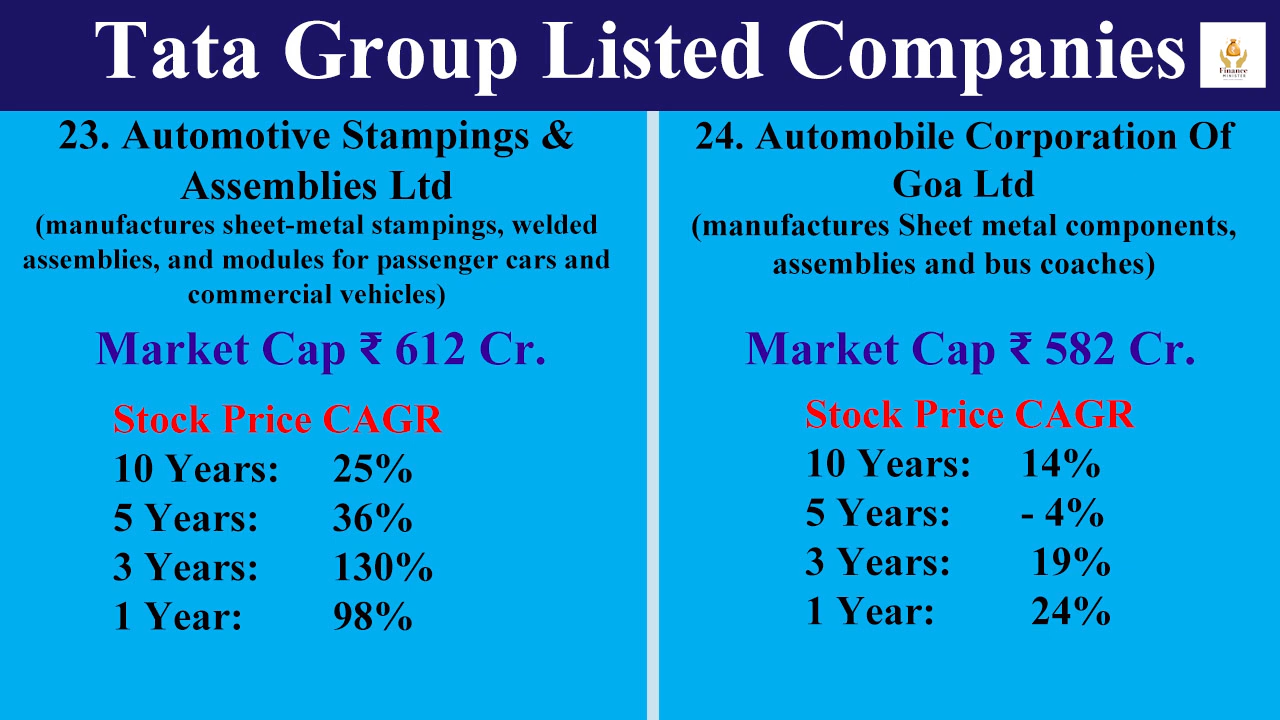 Tata Group Listed Companies
Finance
MINISTER
23. Automotive Stampings &
Assemblies Ltd
(manufactures sheet-metal stampings, welded
assemblies, and modules for passenger cars and
commercial vehicles)
Market Cap ₹ 612 Cr.
Stock Price CAGR
10 Years: 25%
5 Years: 36%
3 Years: 130%
1 Year: 98%
24. Automobile Corporation Of
Goa Ltd
(manufactures Sheet metal components,
assemblies and bus coaches)
Market Cap ₹ 582 Cr.
Stock Price CAGR
10 Years: 14%
5 Years: - 4%
3 Years: 19%
1 Year: 24%